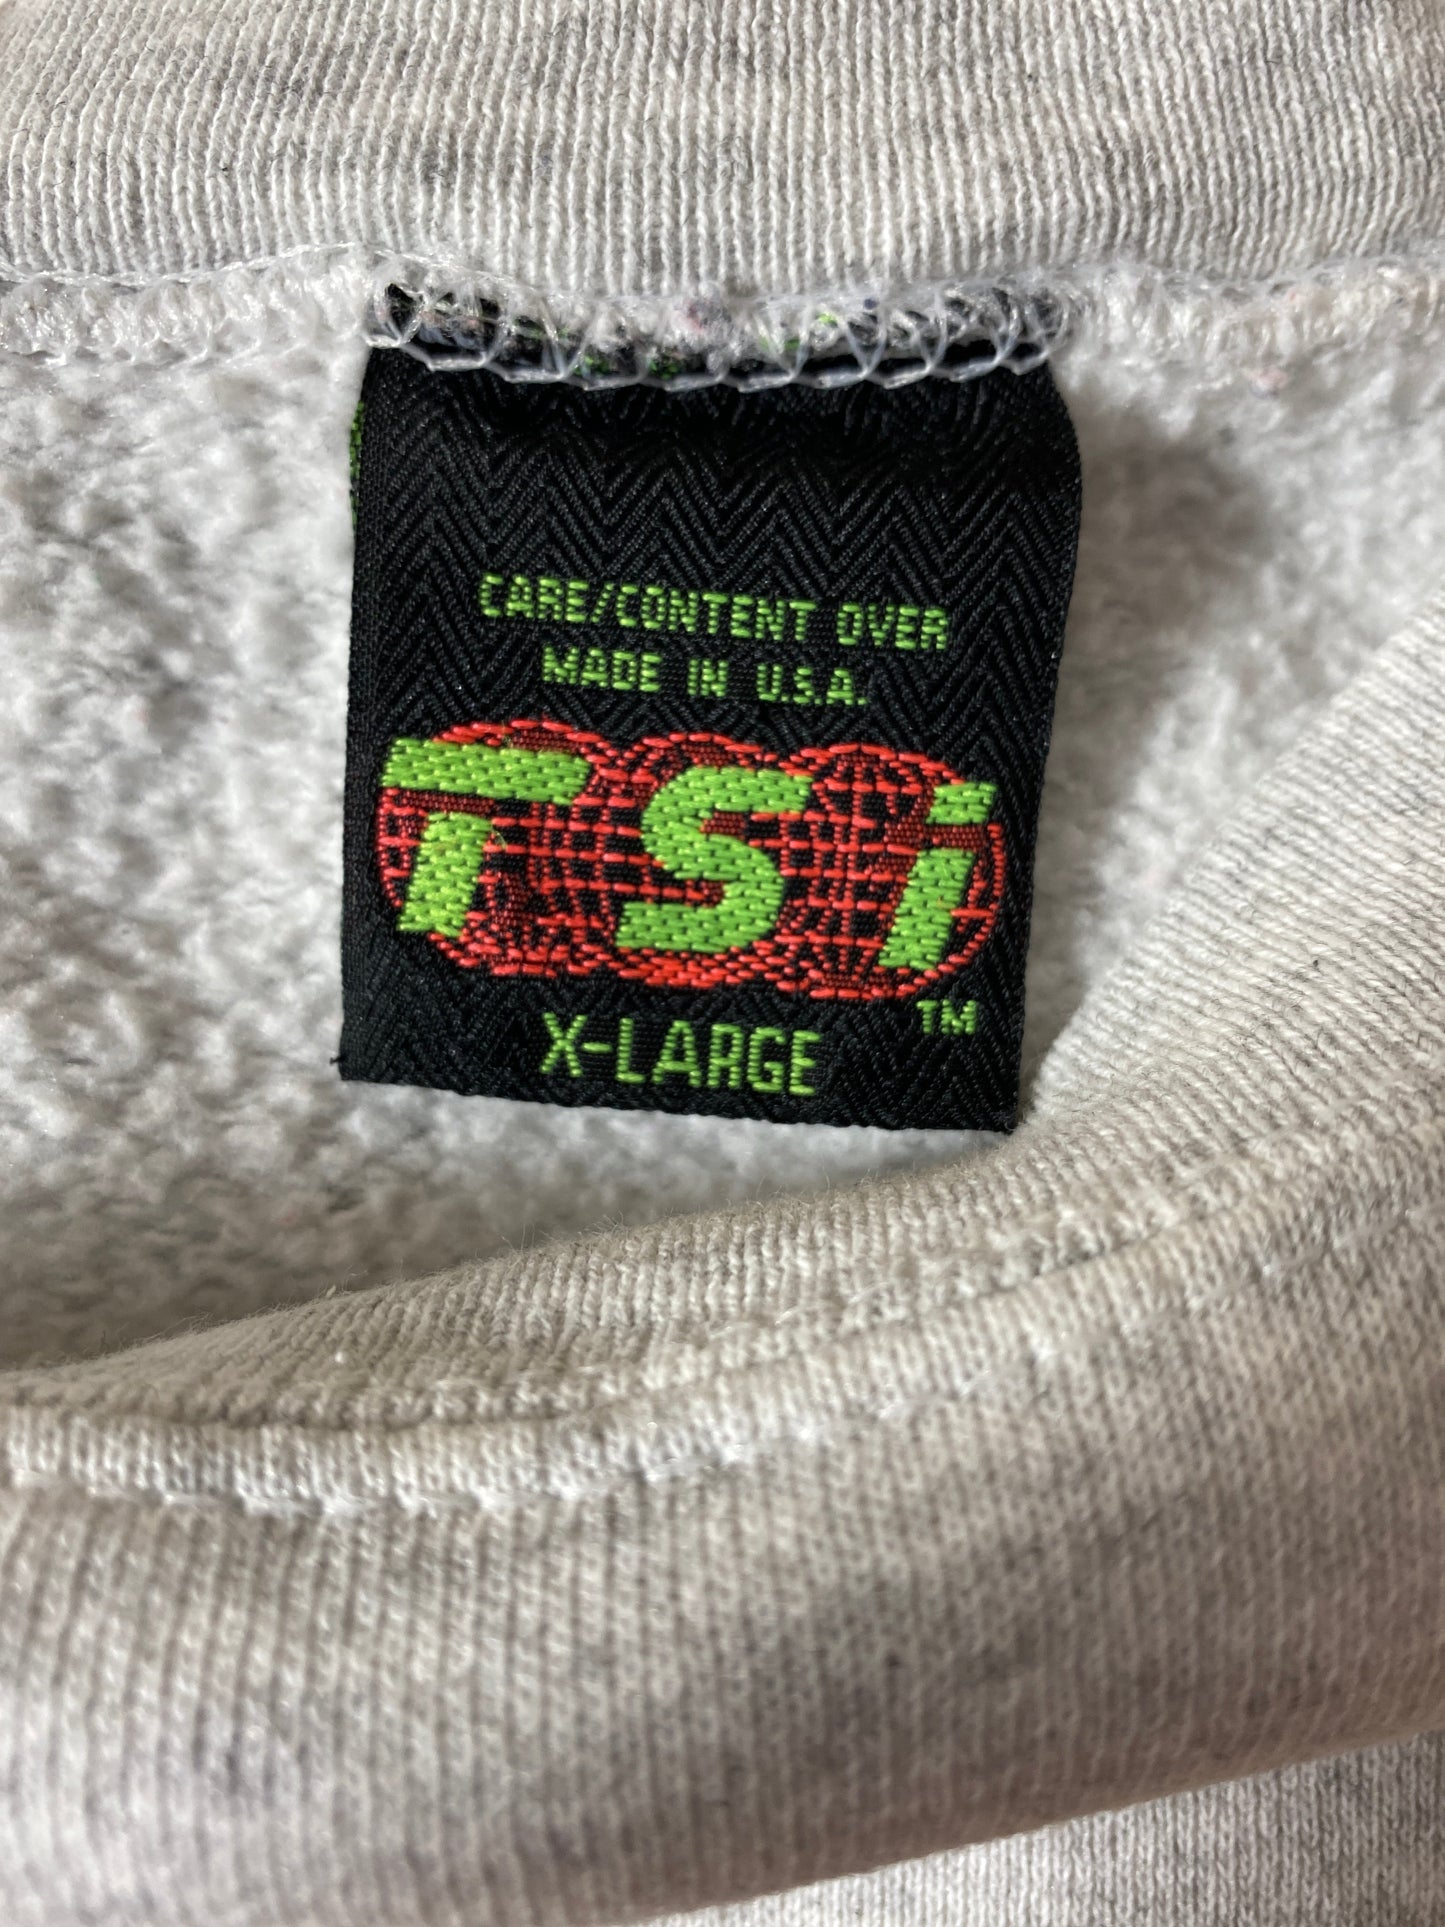 CARE/CONTENT OVER
MADE IN U.S.A.
TSi
TM
X-LARGE